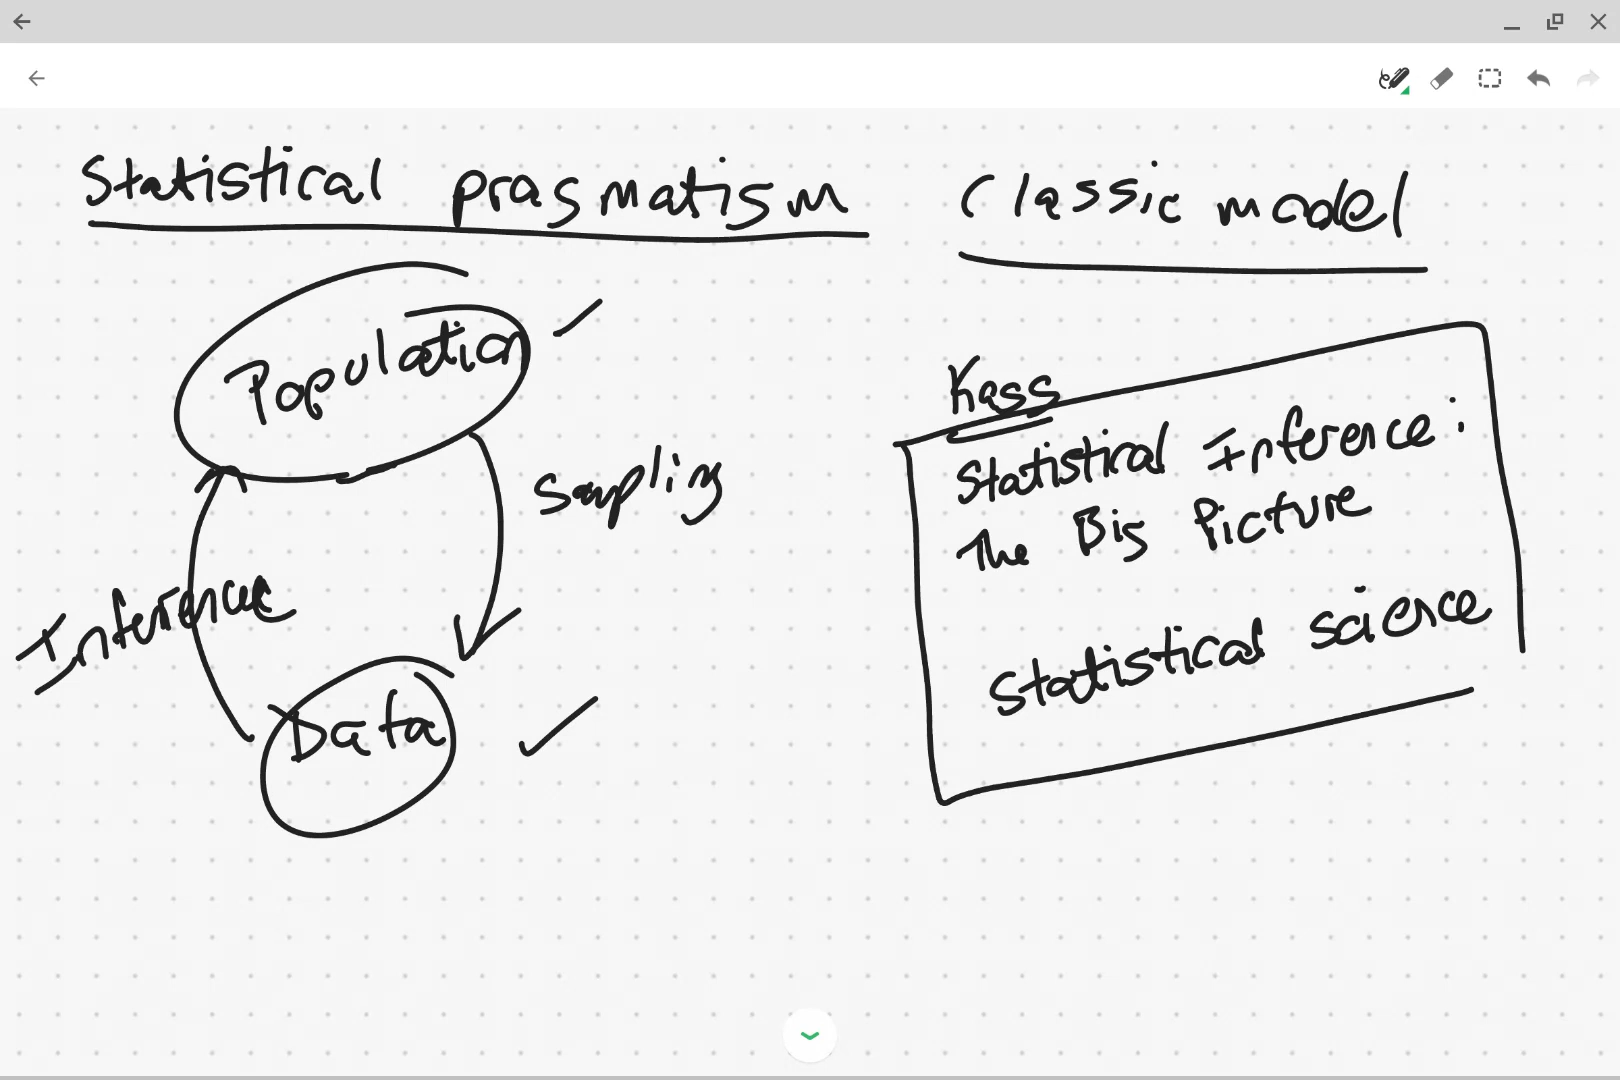 Statistical pragmatism
Classic model
Population
Sampling
Inference
Data
Kass
Statistical Inference:
The Big Picture
Statistical science